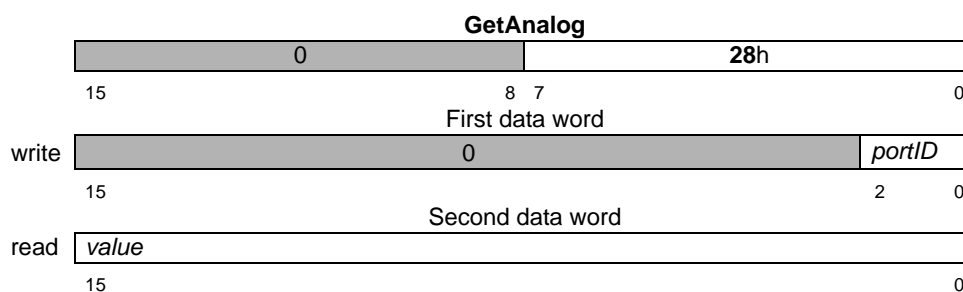 GetAnalog
0 28h
15 8 7 0
First data word
write 0 portID
15 2 0
Second data word
read value
15 0